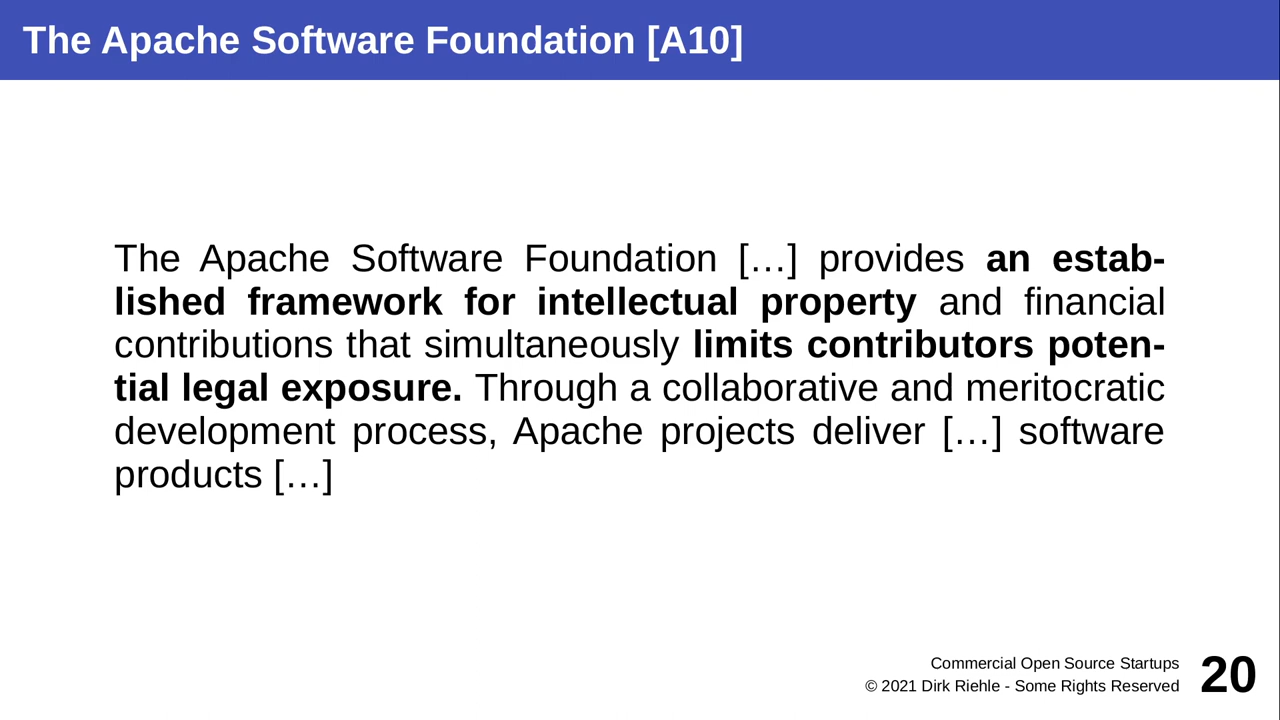 The Apache Software Foundation [A10]
The Apache Software Foundation […] provides an estab-
lished framework for intellectual property and financial
contributions that simultaneously limits contributors poten-
tial legal exposure. Through a collaborative and meritocratic
development process, Apache projects deliver […] software
products […]
Commercial Open Source Startups
© 2021 Dirk Riehle - Some Rights Reserved
20